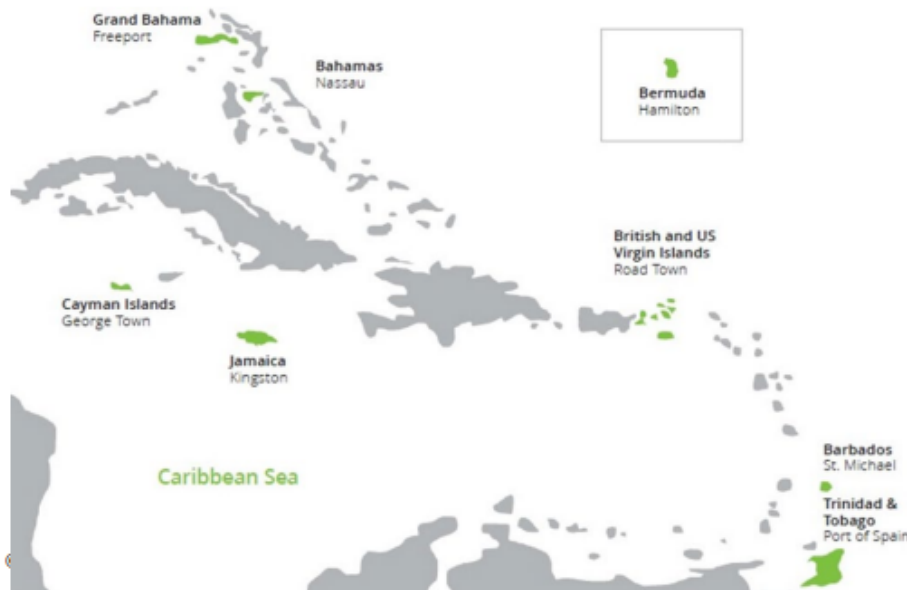 Grand Bahama
Freeport
Bahamas
Nassau
Bermuda
Hamilton
British and US
Virgin Islands
Road Town
Cayman Islands
George Town
Jamaica
Kingston
Caribbean Sea
Barbados
St. Michael
Trinidad &
Tobago
Port of Spain